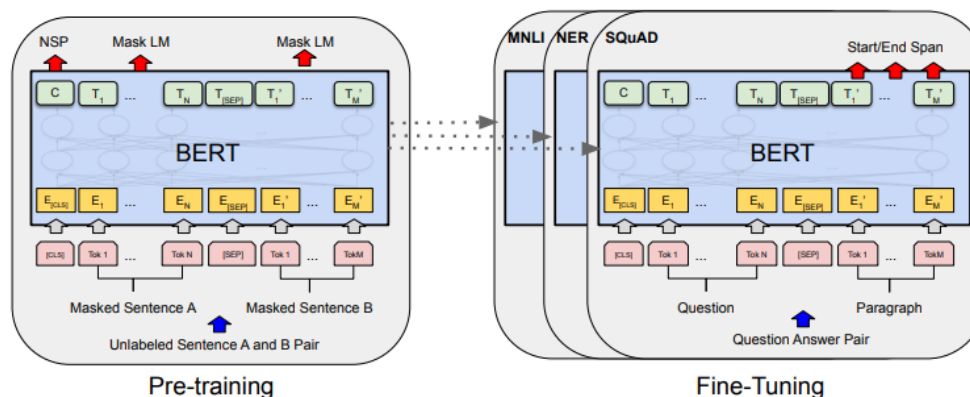 NSP Mask LM Mask LM
C T1 ... TN T[SEP] T1' ... TM'
BERT
E[CLS] E1 ... EN E[SEP] E1' ... EM'
[CLS] Tok 1 ... Tok N [SEP] Tok 1 ... TokM
Masked Sentence A Masked Sentence B
Unlabeled Sentence A and B Pair
Pre-training
MNLI NER SQuAD
Start/End Span
C T1 ... TN T[SEP] T1' ... TM'
BERT
E[CLS] E1 ... EN E[SEP] E1' ... EM'
[CLS] Tok 1 ... Tok N [SEP] Tok 1 ... TokM
Question Paragraph
Question Answer Pair
Fine-Tuning